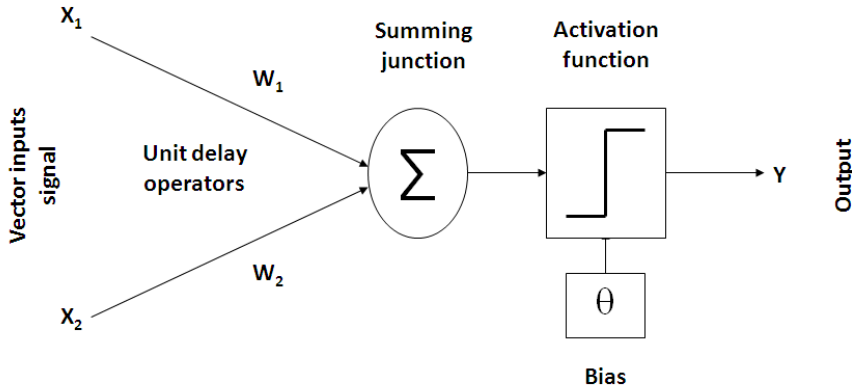 X1
Summing
junction
Activation
function
W1
Vector inputs
signal
Unit delay
operators
Σ
Y
Output
W2
θ
X2
Bias